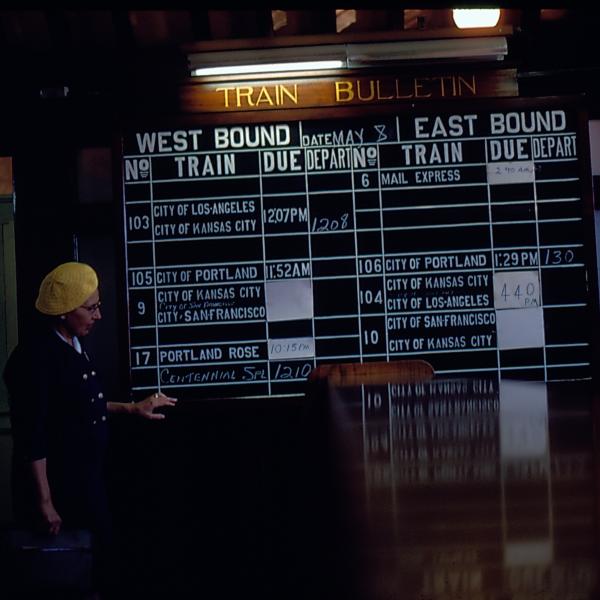 TRAIN BULLETIN
WEST BOUND DATE MAY 8 EAST BOUND
No TRAIN DUE DEPART No TRAIN DUE DEPART
6 MAIL EXPRESS
103 CITY OF LOS-ANGELES 12:07PM 1208
CITY OF KANSAS CITY
105 CITY OF PORTLAND 11:52AM 106 CITY OF PORTLAND 1:29PM 130
9 CITY OF KANSAS CITY 104 CITY OF KANSAS CITY 440 PM
CITY-SAN-FRANCISCO CITY OF LOS-ANGELES
10 CITY OF SAN-FRANCISCO
CITY OF KANSAS CITY
17 PORTLAND ROSE 10:15PM
CENTENNIAL SPL 1210